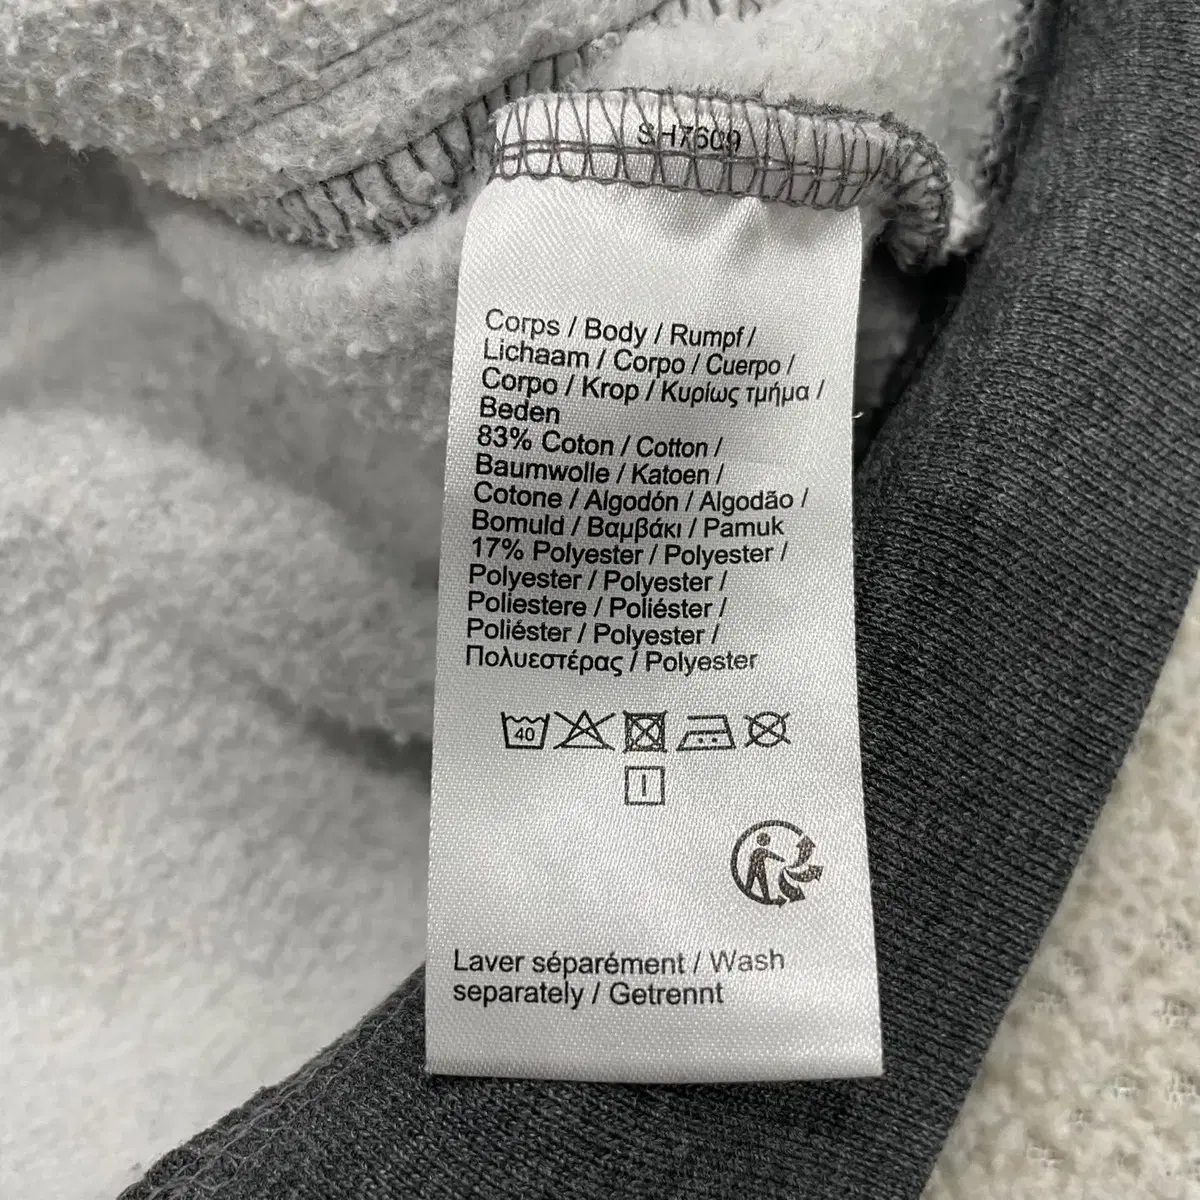 SH7609
Corps / Body / Rumpf /
Lichaam / Corpo / Cuerpo /
Corpo / Krop / Κυρίως τμήμα /
Beden
83% Coton / Cotton /
Baumwolle / Katoen /
Cotone / Algodón / Algodão /
Bomuld / Βαμβάκι / Pamuk
17% Polyester / Polyester /
Polyester / Polyester /
Poliestere / Poliéster /
Poliéster / Polyester /
Πολυεστέρας / Polyester
40
Laver séparément / Wash
separately / Getrennt